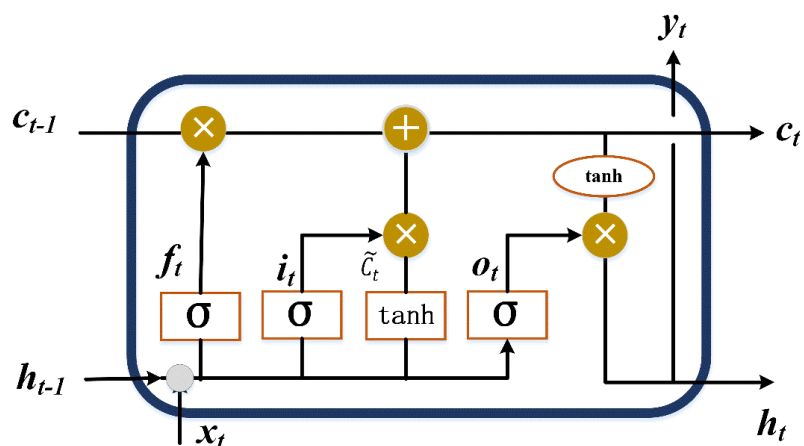 y_t
c_{t-1} × + c_t
tanh
f_t i_t × C̃_t o_t ×
σ σ tanh σ
h_{t-1}
x_t h_t